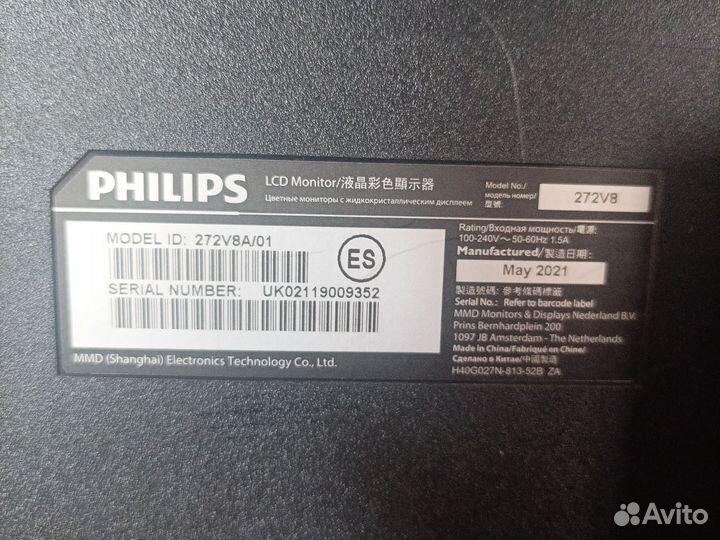 PHILIPS
LCD Monitor/液晶彩色顯示器
Цветные мониторы с жидкокристаллическим дисплеем
Model No./
модель номер/
型號:
272V8
MODEL ID: 272V8A/01
ES
SERIAL NUMBER: UK02119009352
MMD (Shanghai) Electronics Technology Co., Ltd.
Rating/Входная мощность/電源:
100-240V~50-60Hz 1.5A
Manufactured/製造日期:
May 2021
製造號碼: 參考條碼標籤
Serial No.: Refer to barcode label
MMD Monitors & Displays Nederland B.V.
Prins Bernhardplein 200
1097 JB Amsterdam - The Netherlands
Made in China/Fabriqué en Chine/
Сделано в Китае/中國製造
H40G027N-813-52B ZA
Avito